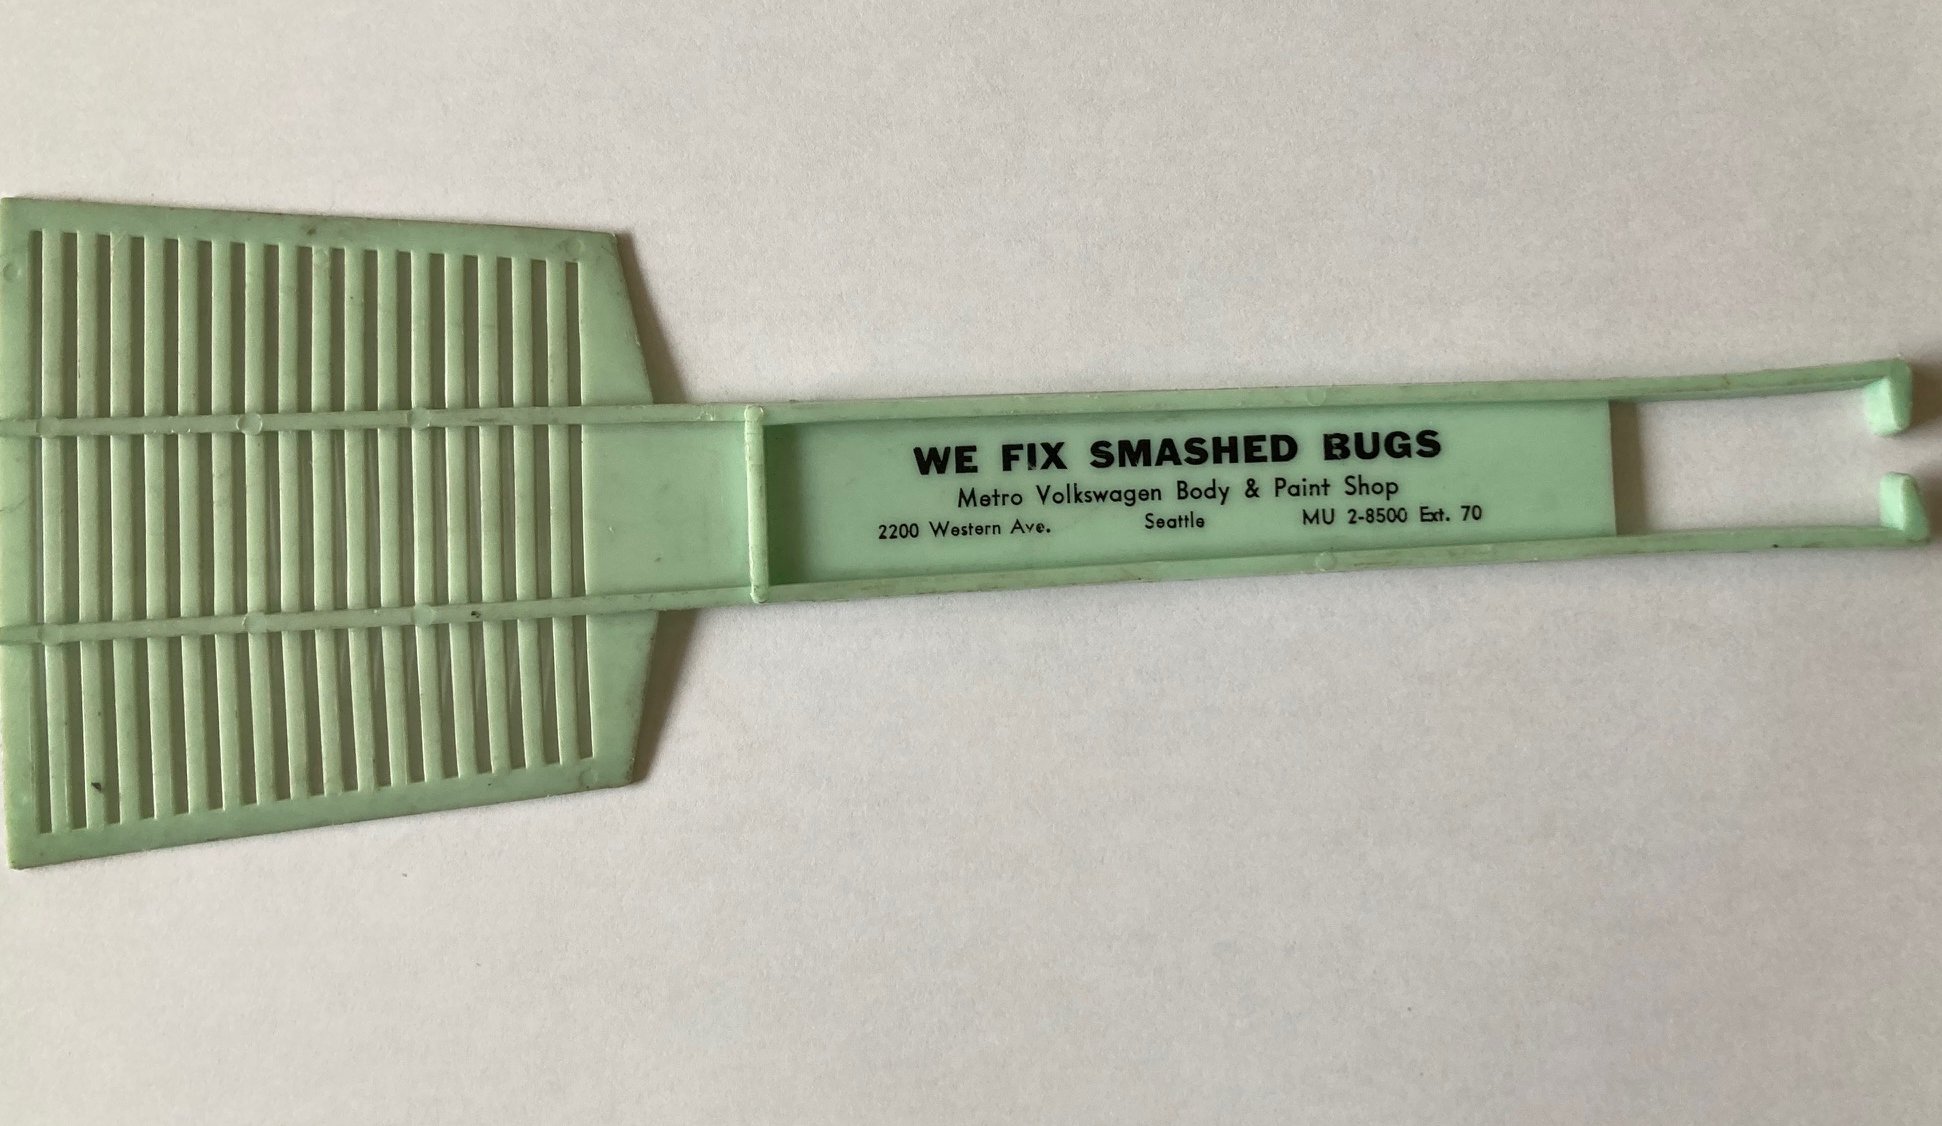 WE FIX SMASHED BUGS
Metro Volkswagen Body & Paint Shop
2200 Western Ave. Seattle MU 2-8500 Ext. 70